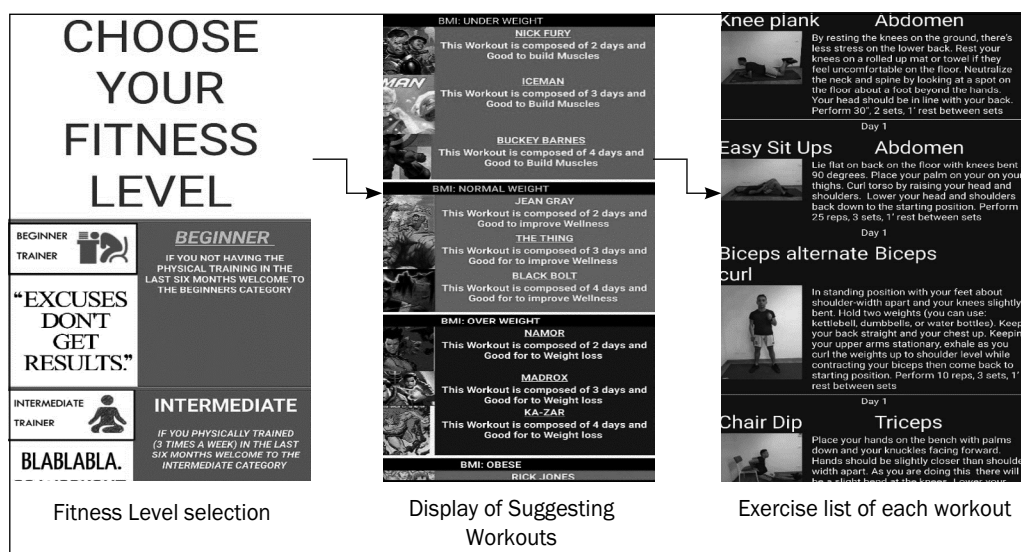 CHOOSE
YOUR
FITNESS
LEVEL
BEGINNER
TRAINER
BEGINNER
IF YOU NOT HAVING THE
PHYSICAL TRAINING IN THE
LAST SIX MONTHS WELCOME TO
THE BEGINNERS CATEGORY
“EXCUSES
DON'T
GET
RESULTS.”
INTERMEDIATE
TRAINER
INTERMEDIATE
IF YOU PHYSICALLY TRAINED
(3 TIMES A WEEK) IN THE LAST
SIX MONTHS WELCOME TO THE
INTERMEDIATE CATEGORY
BLABLABLA.
Fitness Level selection
BMI: UNDER WEIGHT
NICK FURY
This Workout is composed of 2 days and
Good to build Muscles
ICEMAN
This Workout is composed of 3 days and
Good to Build Muscles
BUCKEY BARNES
This Workout is composed of 4 days and
Good to Build Muscles
BMI: NORMAL WEIGHT
JEAN GRAY
This Workout is composed of 2 days and
Good to improve Wellness
THE THING
This Workout is composed of 3 days and
Good for to improve Wellness
BLACK BOLT
This Workout is composed of 4 days and
Good for to improve Wellness
BMI: OVER WEIGHT
NAMOR
This Workout is composed of 2 days and
Good for to Weight loss
MADROX
This Workout is composed of 3 days and
Good for to Weight loss
KA-ZAR
This Workout is composed of 4 days and
Good for to Weight loss
BMI: OBESE
RICK JONES
Display of Suggesting
Workouts
Knee plank Abdomen
By resting the knees on the ground, there's
less stress on the lower back. Rest your
knees on a rolled up mat or towel if they
feel uncomfortable on the floor. Neutralize
the neck and spine by looking at a spot on
the floor about a foot beyond the hands.
Your head should be in line with your back.
Perform 30", 2 sets, 1' rest between sets
Day 1
Easy Sit Ups Abdomen
Lie flat on back on the floor with knees bent
90 degrees. Place your palm on your on your
thighs. Curl torso by raising your head and
shoulders. Lower your head and shoulders
back down to the starting position. Perform
25 reps, 3 sets, 1' rest between sets
Day 1
Biceps alternate Biceps
curl
In standing position with your feet about
shoulder-width apart and your knees slightly
bent. Hold two weights (you can use:
kettlebell, dumbbells, or water bottles). Keep
your back straight and your chest up. Keeping
your upper arms stationary, exhale as you
curl the weights up to shoulder level while
contracting your biceps then come back to
starting position. Perform 10 reps, 3 sets, 1'
rest between sets
Day 1
Chair Dip Triceps
Place your hands on the bench with palms
down and your knuckles facing forward.
Hands should be slightly closer than shoulder
width apart. As you are doing this there will
be a slight bend at the knees. Lower your
Exercise list of each workout